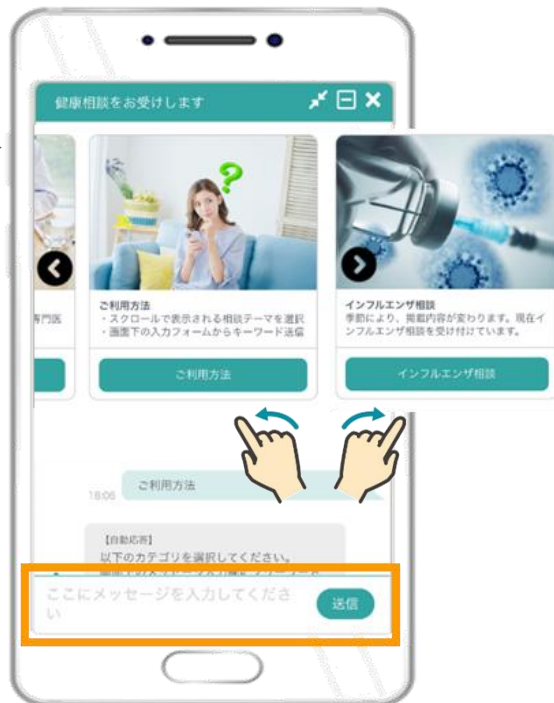 健康相談をお受けします
専門医
ご利用方法
・スクロールで表示される相談テーマを選択
・画面下の入力フォームからキーワード送信
ご利用方法
インフルエンザ相談
季節により、掲載内容が変わります。現在イ
ンフルエンザ相談を受け付けています。
インフルエンザ相談
18:06
ご利用方法
【自動応答】
以下のカテゴリを選択してください。
ここにメッセージを入力してくださ
い
送信